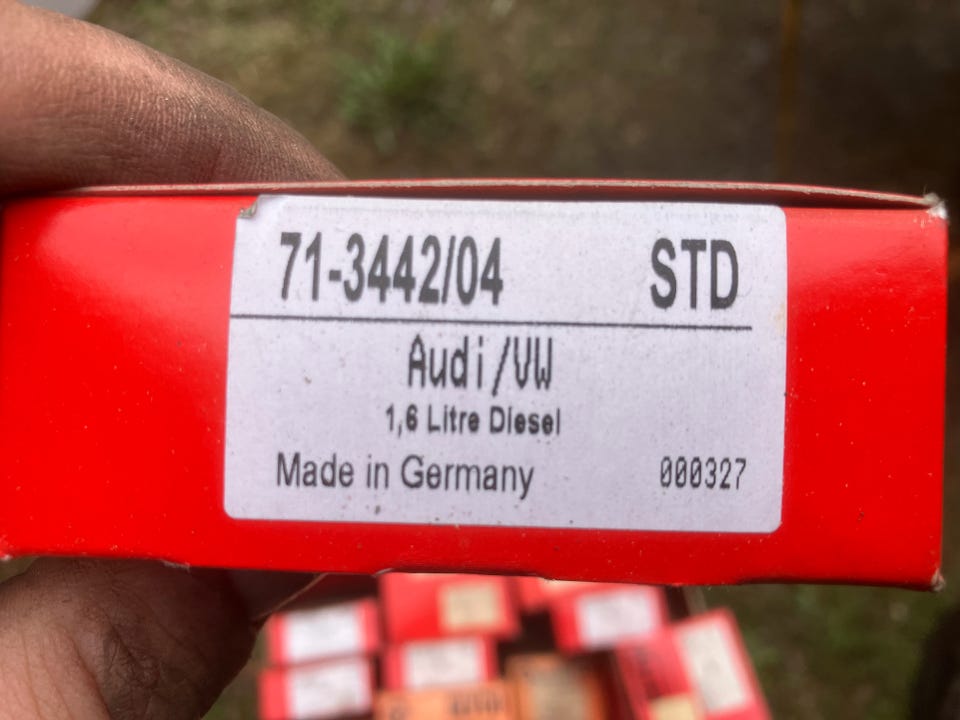 71-3442/04 STD
Audi/VW
1,6 Litre Diesel
Made in Germany 000327